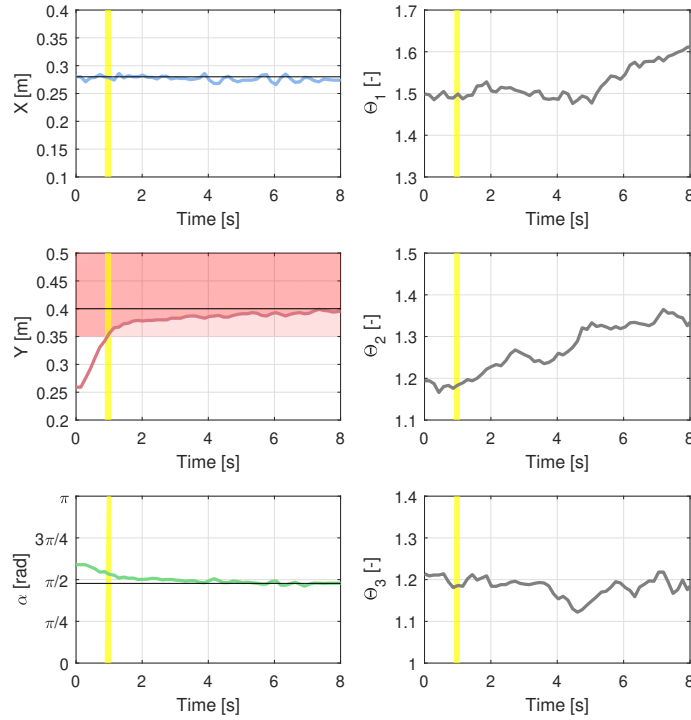 0.4
0.35
0.3
0.25
0.2
0.15
0.1
X [m]
0 2 4 6 8
Time [s]
1.7
1.6
1.5
1.4
1.3
Θ1 [-]
0 2 4 6 8
Time [s]
0.5
0.45
0.4
0.35
0.3
0.25
0.2
Y [m]
0 2 4 6 8
Time [s]
1.5
1.4
1.3
1.2
1.1
Θ2 [-]
0 2 4 6 8
Time [s]
π
3π/4
π/2
π/4
0
α [rad]
0 2 4 6 8
Time [s]
1.4
1.3
1.2
1.1
1
Θ3 [-]
0 2 4 6 8
Time [s]